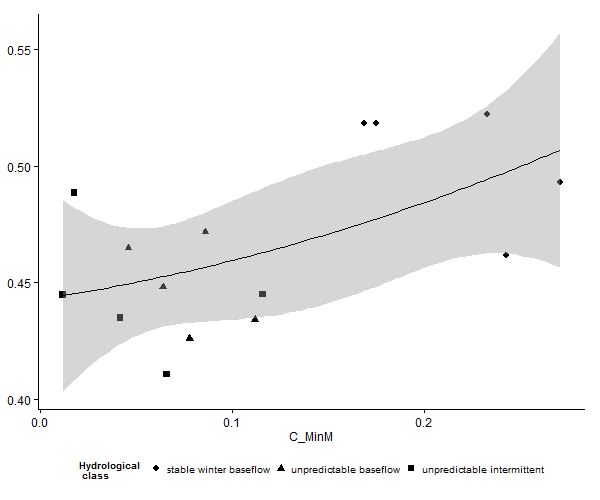 0.55
0.50
0.45
0.40
0.0 0.1 0.2
C_MinM
Hydrological
class
stable winter baseflow unpredictable baseflow unpredictable intermittent